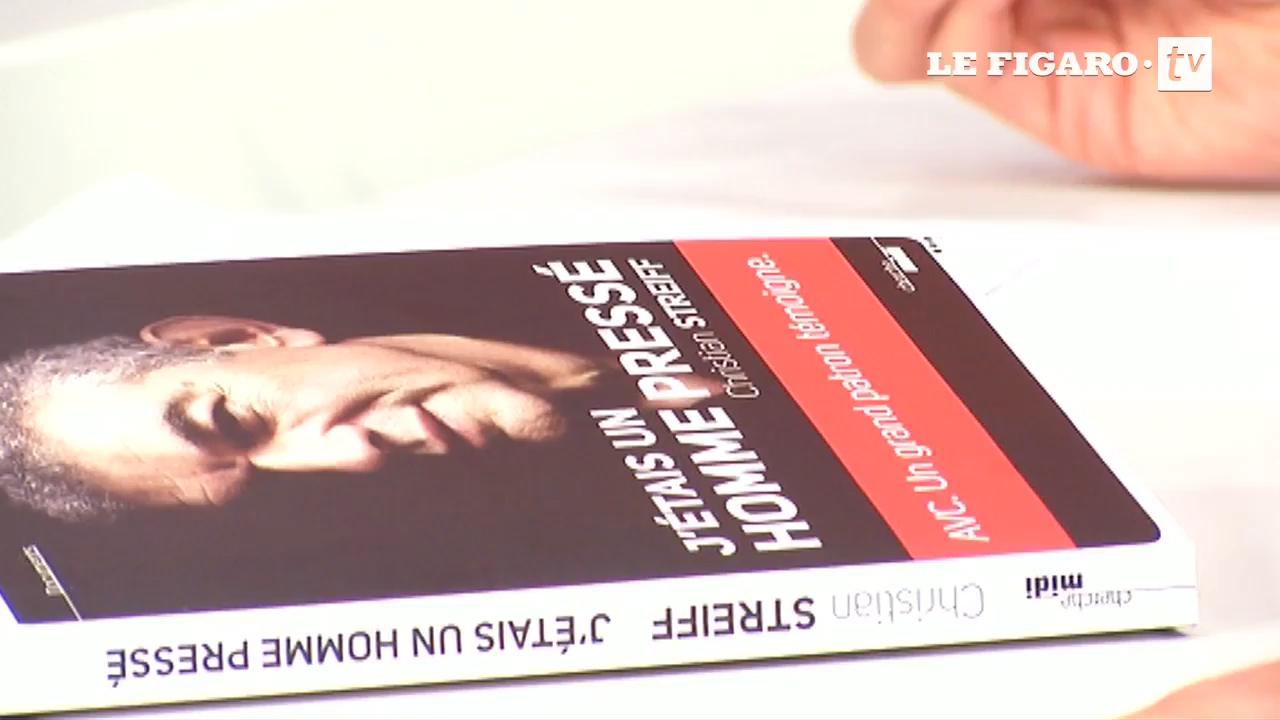 LE FIGARO · tv
J'ÉTAIS UN
HOMME PRESSÉ
Christian STREIFF
AVC. Un grand patron témoigne.
cherche
midi
Christian STREIFF J'ÉTAIS UN HOMME PRESSÉ